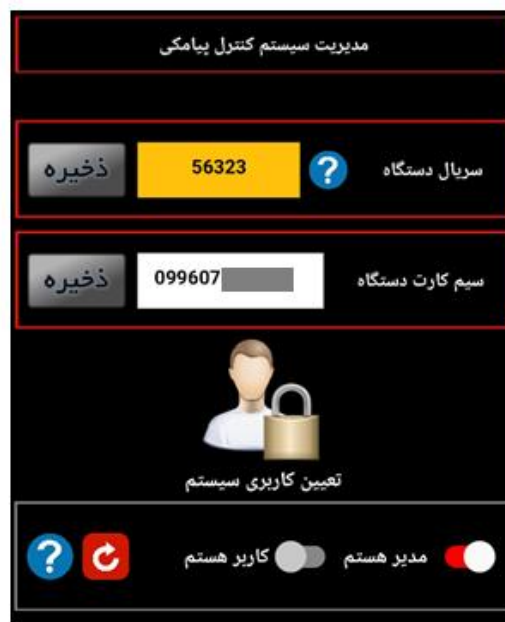 مدیریت سیستم کنترل پیامکی
سریال دستگاه ? 56323 ذخیره
سیم کارت دستگاه 099607 ذخیره
تعیین کاربری سیستم
مدیر هستم کاربر هستم ?